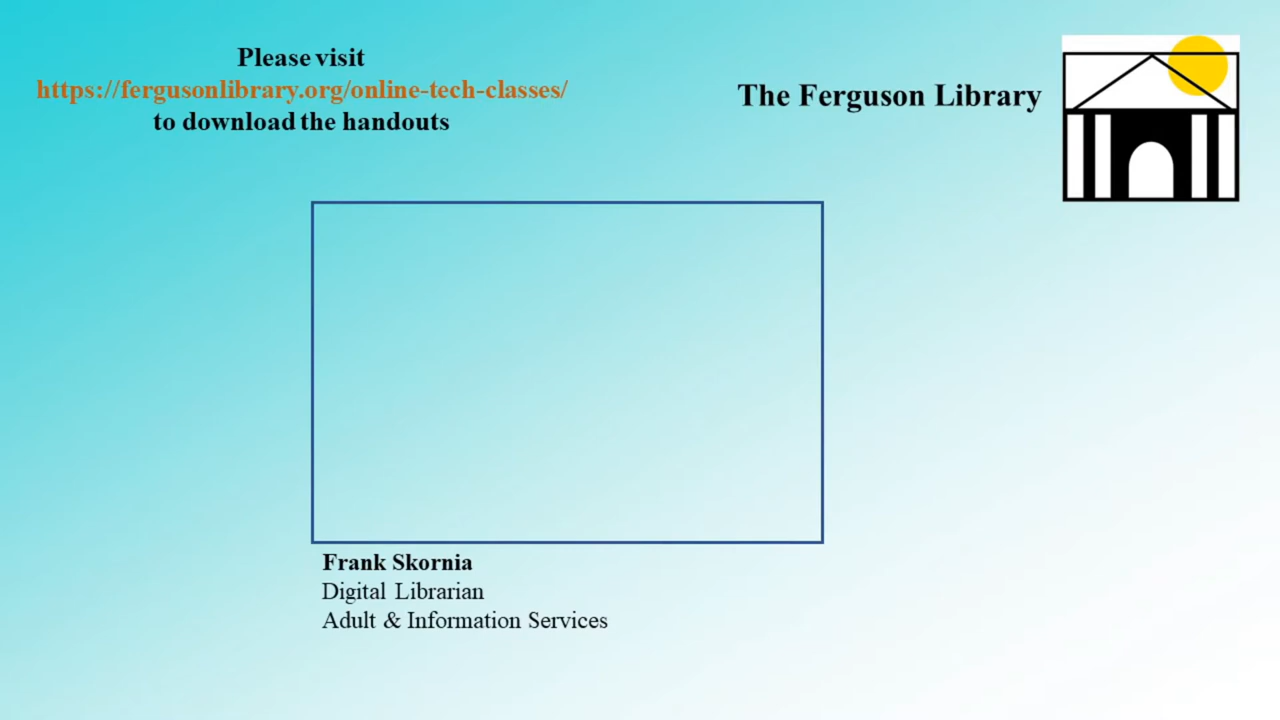 Please visit
https://fergusonlibrary.org/online-tech-classes/
to download the handouts
The Ferguson Library
Frank Skornia
Digital Librarian
Adult & Information Services